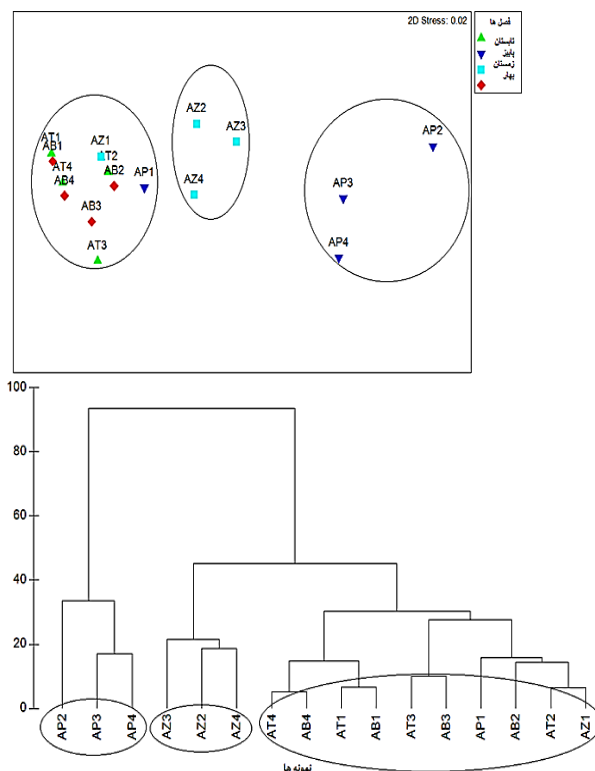 2D Stress: 0.02
فصل ها
تابستان
پاییز
زمستان
بهار
AZ2
AZ3
AZ4
AP2
AP3
AP4
AT1
AB1
AZ1
AT4
AT2
AB4
AB2
AP1
AB3
AT3
100
80
60
40
20
0
AP2
AP3
AP4
AZ3
AZ2
AZ4
AT4
AB4
AT1
AB1
AT3
AB3
AP1
AB2
AT2
AZ1
نمونه ها